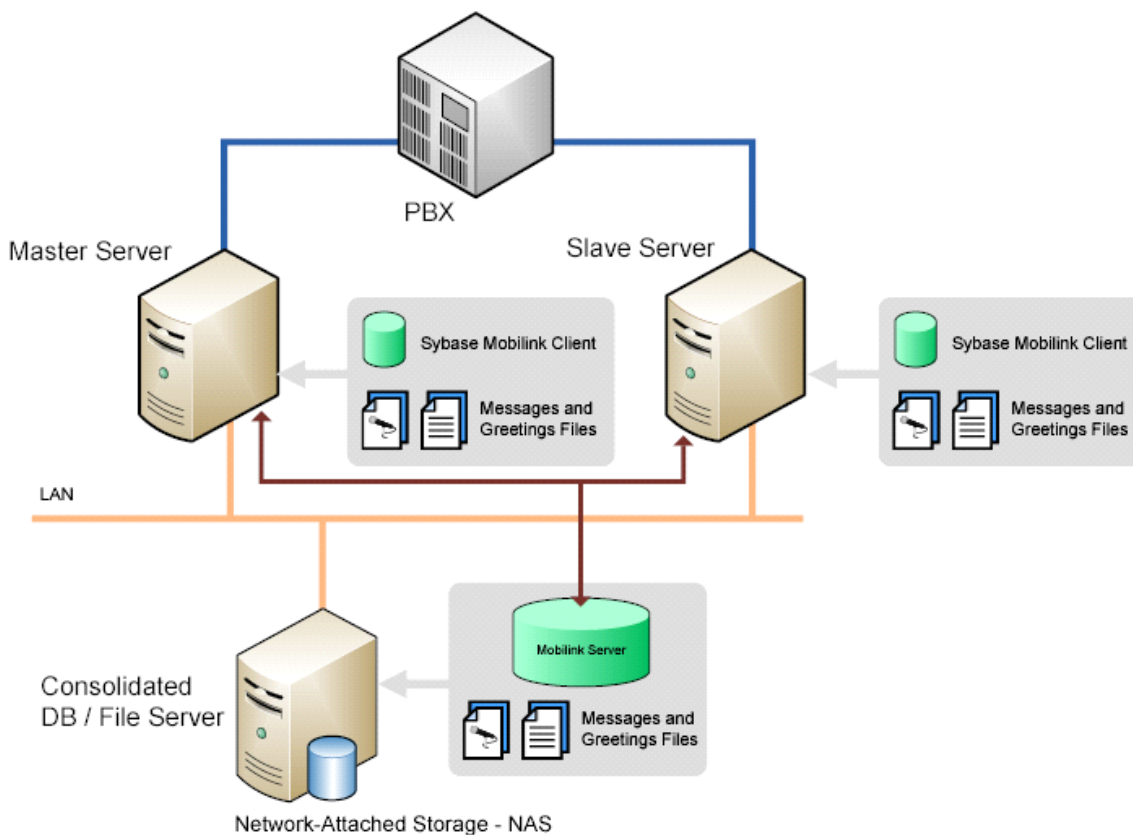 PBX
Master Server
Slave Server
Sybase Mobilink Client
Messages and
Greetings Files
Sybase Mobilink Client
Messages and
Greetings Files
LAN
Mobilink Server
Consolidated
DB / File Server
Messages and
Greetings Files
Network-Attached Storage - NAS